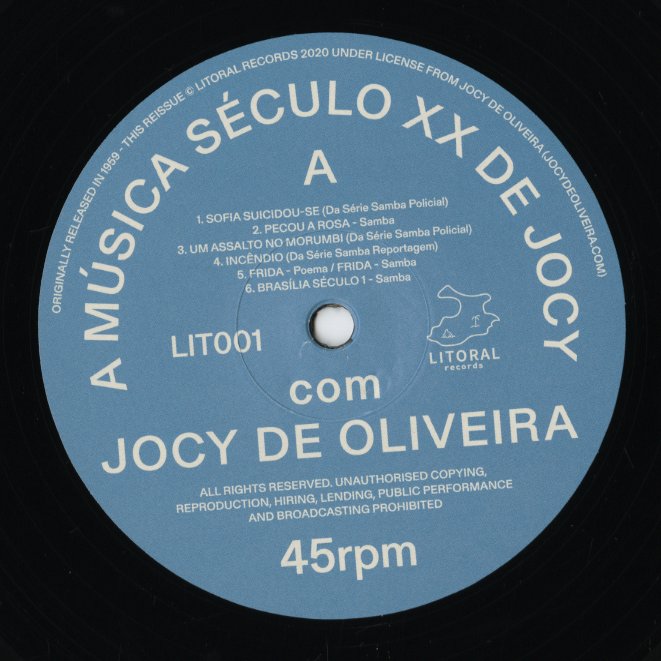 ORIGINALLY RELEASED IN 1959 - THIS REISSUE © LITORAL RECORDS 2020 UNDER LICENSE FROM JOCY DE OLIVEIRA (JOCYDEOLIVEIRA.COM)
A MÚSICA SÉCULO XX DE JOCY
A
1. SOFIA SUICIDOU-SE (Da Série Samba Policial)
2. PECOU A ROSA - Samba
3. UM ASSALTO NO MORUMBI (Da Série Samba Policial)
4. INCÊNDIO (Da Série Samba Reportagem)
5. FRIDA - Poema / FRIDA - Samba
6. BRASÍLIA SÉCULO 1 - Samba
LIT001
LITORAL
records
com
JOCY DE OLIVEIRA
ALL RIGHTS RESERVED. UNAUTHORISED COPYING,
REPRODUCTION, HIRING, LENDING, PUBLIC PERFORMANCE
AND BROADCASTING PROHIBITED
45rpm